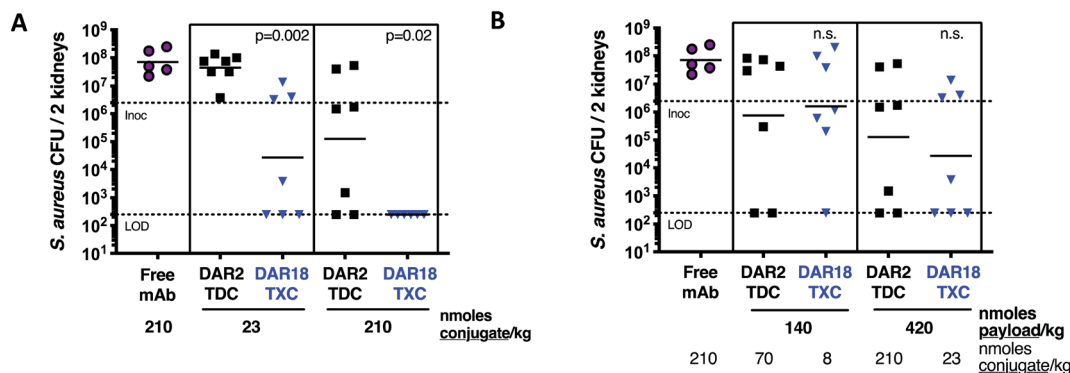 A
S. aureus CFU / 2 kidneys
10⁹
10⁸
10⁷
10⁶
10⁵
10⁴
10³
10²
10¹
Inoc
LOD
p=0.002
p=0.02
Free mAb
DAR2 TDC
DAR18 TXC
DAR2 TDC
DAR18 TXC
210
23
210
nmoles
conjugate/kg
B
S. aureus CFU / 2 kidneys
10⁹
10⁸
10⁷
10⁶
10⁵
10⁴
10³
10²
10¹
Inoc
LOD
n.s.
n.s.
Free mAb
DAR2 TDC
DAR18 TXC
DAR2 TDC
DAR18 TXC
140
420
nmoles
payload/kg
210
70
8
210
23
nmoles
conjugate/kg